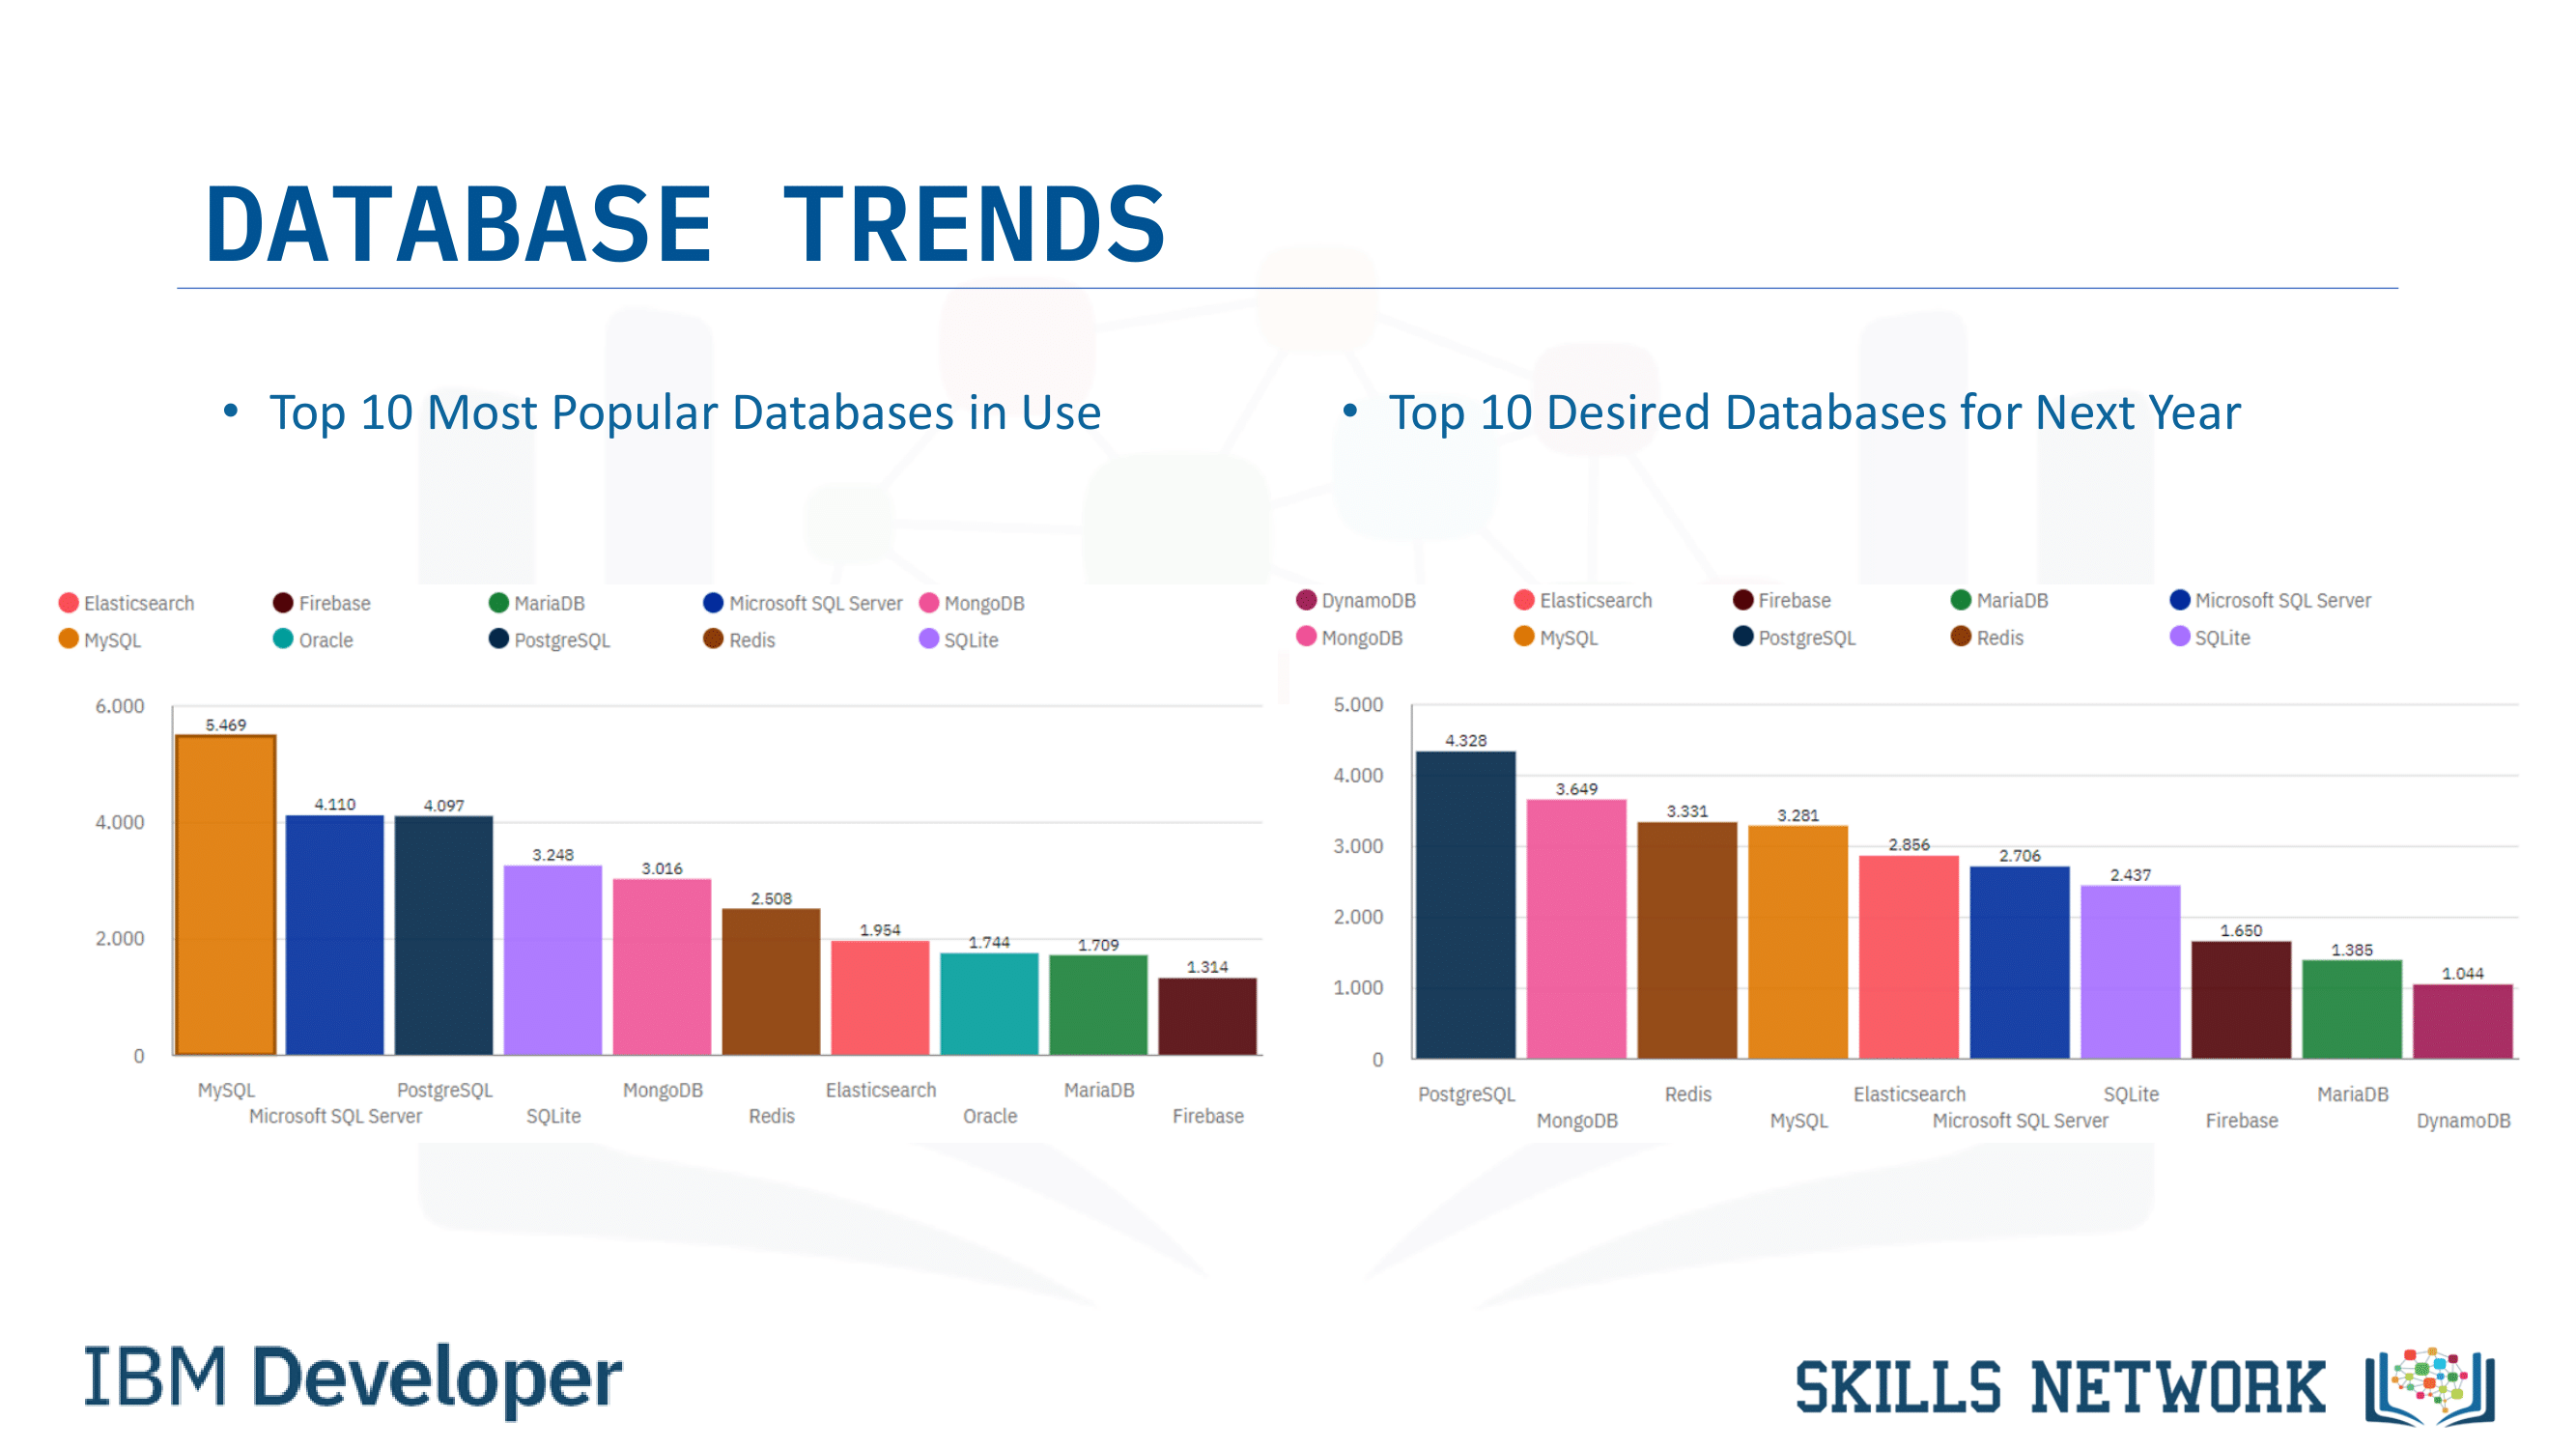 DATABASE TRENDS
• Top 10 Most Popular Databases in Use
• Top 10 Desired Databases for Next Year
Elasticsearch Firebase MariaDB Microsoft SQL Server MongoDB
MySQL Oracle PostgreSQL Redis SQLite
6.000
4.000
2.000
0
5.469
4.110
4.097
3.248
3.016
2.508
1.954
1.744
1.709
1.314
MySQL PostgreSQL MongoDB Elasticsearch MariaDB
Microsoft SQL Server SQLite Redis Oracle Firebase
DynamoDB Elasticsearch Firebase MariaDB Microsoft SQL Server
MongoDB MySQL PostgreSQL Redis SQLite
5.000
4.000
3.000
2.000
1.000
0
4.328
3.649
3.331
3.281
2.856
2.706
2.437
1.650
1.385
1.044
PostgreSQL Redis Elasticsearch SQLite MariaDB
MongoDB MySQL Microsoft SQL Server Firebase DynamoDB
IBM Developer
SKILLS NETWORK